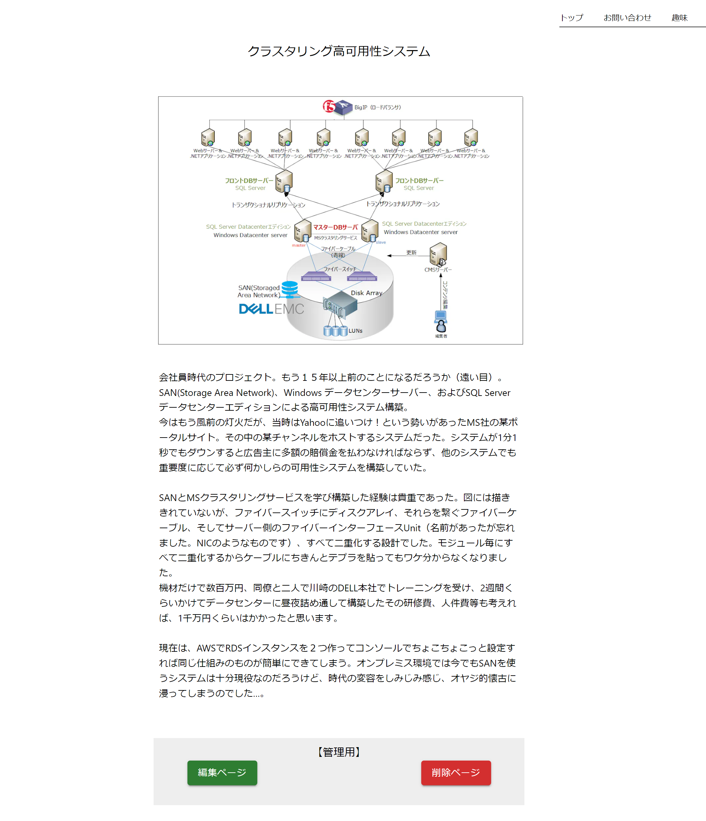 トップ お問い合わせ 趣味
クラスタリング高可用性システム
BigIP（ロードバランサ）
Webサーバー＆ Webサーバー＆ Webサーバー＆ Webサーバー＆ Webサーバー＆ Webサーバー＆ Webサーバー＆ Webサーバー＆
.NETアプリケーション .NETアプリケーション .NETアプリケーション .NETアプリケーション .NETアプリケーション .NETアプリケーション .NETアプリケーション .NETアプリケーション
フロントDBサーバー フロントDBサーバー
SQL Server SQL Server
トランザクショナルリプリケーション トランザクショナルリプリケーション
SQL Server Datacenterエディション マスターDBサーバ SQL Server Datacenterエディション
Windows Datacenter server MSクラスタリングサービス Windows Datacenter server
ファイバーケーブル
ファイバースイッチ
更新
CMSサーバー
SAN(Storaged
Area Network)
Disk Array
DELLEMC
LUNs
編集者
会社員時代のプロジェクト。もう１５年以上前のことになるだろうか（遠い目）。
SAN(Storage Area Network)、Windows データセンターサーバー、およびSQL Server
データセンターエディションによる高可用性システム構築。
今はもう風前の灯火だが、当時はYahooに追いつけ！という勢いがあったMS社の某ポ
ータルサイト。その中の某チャンネルをホストするシステムだった。システムが1分1
秒でもダウンすると広告主に多額の賠償金を払わなければならず、他のシステムでも
重要度に応じて必ず何かしらの可用性システムを構築していた。
SANとMSクラスタリングサービスを学び構築した経験は貴重であった。図には描き
きれていないが、ファイバースイッチにディスクアレイ、それらを繋ぐファイバーケ
ーブル、そしてサーバー側のファイバーインターフェースUnit（名前があったが忘れ
ました。NICのようなものです）、すべて二重化する設計でした。モジュール毎にす
べて二重化するからケーブルにちきんとテプラを貼ってもワケ分からなくなりまし
た。
機材だけで数百万円、同僚と二人で川崎のDELL本社でトレーニングを受け、2週間く
らいかけてデータセンターに昼夜詰め通して構築したその研修費、人件費等も考えれ
ば、1千万円くらいはかかったと思います。
現在は、AWSでRDSインスタンスを２つ作ってコンソールでちょこちょこっと設定す
れば同じ仕組みのものが簡単にできてしまう。オンプレミス環境では今でもSANを使
うシステムは十分現役なのだろうけど、時代の変容をしみじみ感じ、オヤジ的懐古に
浸ってしまうのでした…。
【管理用】
編集ページ 削除ページ